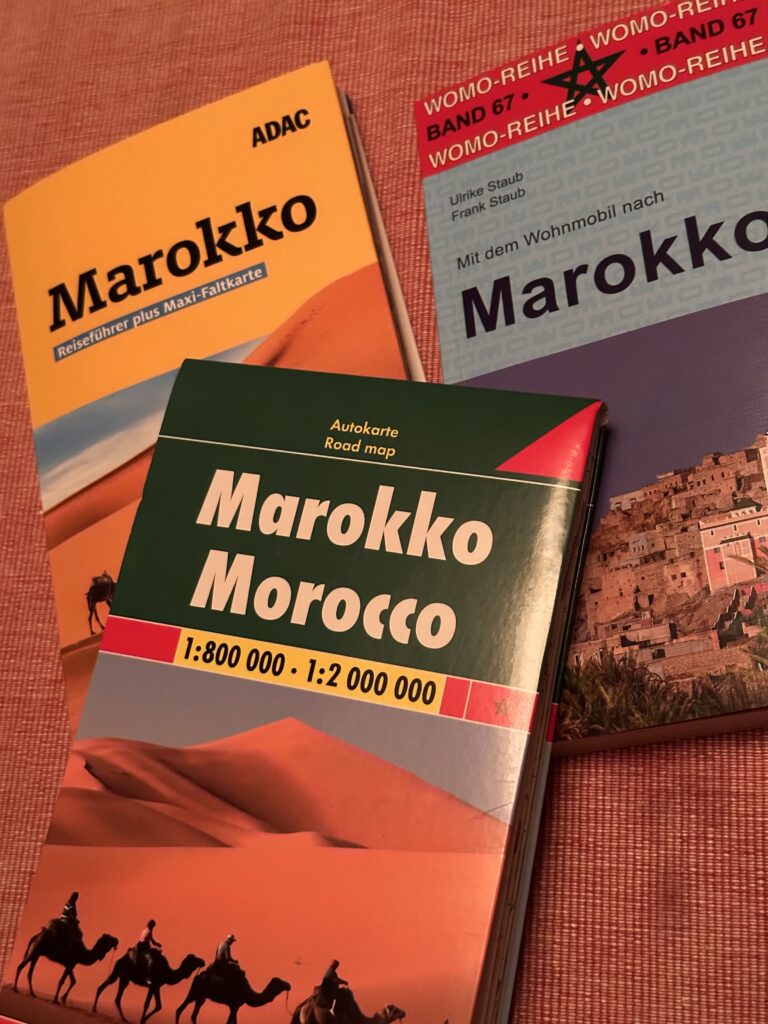 ADAC
Marokko
Reiseführer plus Maxi-Faltkarte
WOMO-REIHE • WOMO-REIHE
BAND 67 • • BAND 67
WOMO-REIHE • WOMO-REIHE
Ulrike Staub
Frank Staub
Mit dem Wohnmobil nach
Marokko
Autokarte
Road map
Marokko
Morocco
1:800 000 • 1:2 000 000